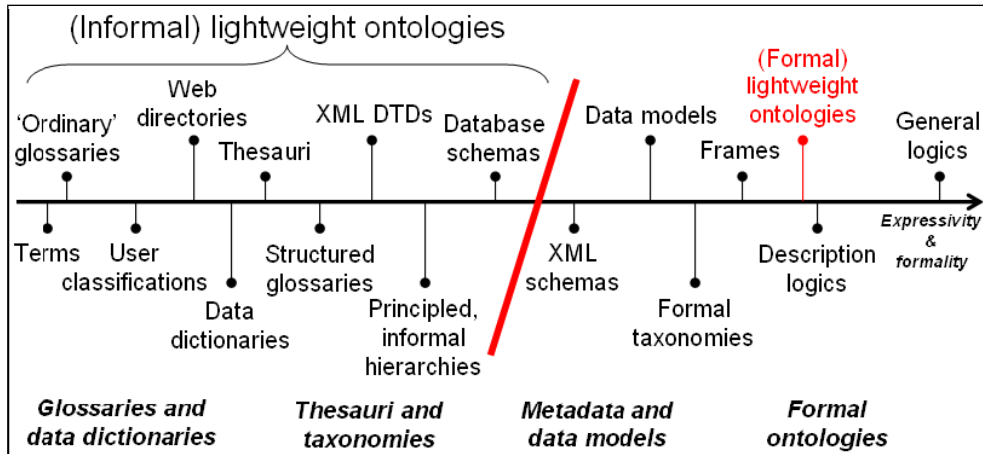 (Informal) lightweight ontologies
'Ordinary'
glossaries
Web
directories
Thesauri
XML DTDs
Database
schemas
Data models
Frames
(Formal)
lightweight
ontologies
General
logics
Terms
User
classifications
Data
dictionaries
Structured
glossaries
Principled,
informal
hierarchies
XML
schemas
Formal
taxonomies
Description
logics
Expressivity
&
formality
Glossaries and
data dictionaries
Thesauri and
taxonomies
Metadata and
data models
Formal
ontologies